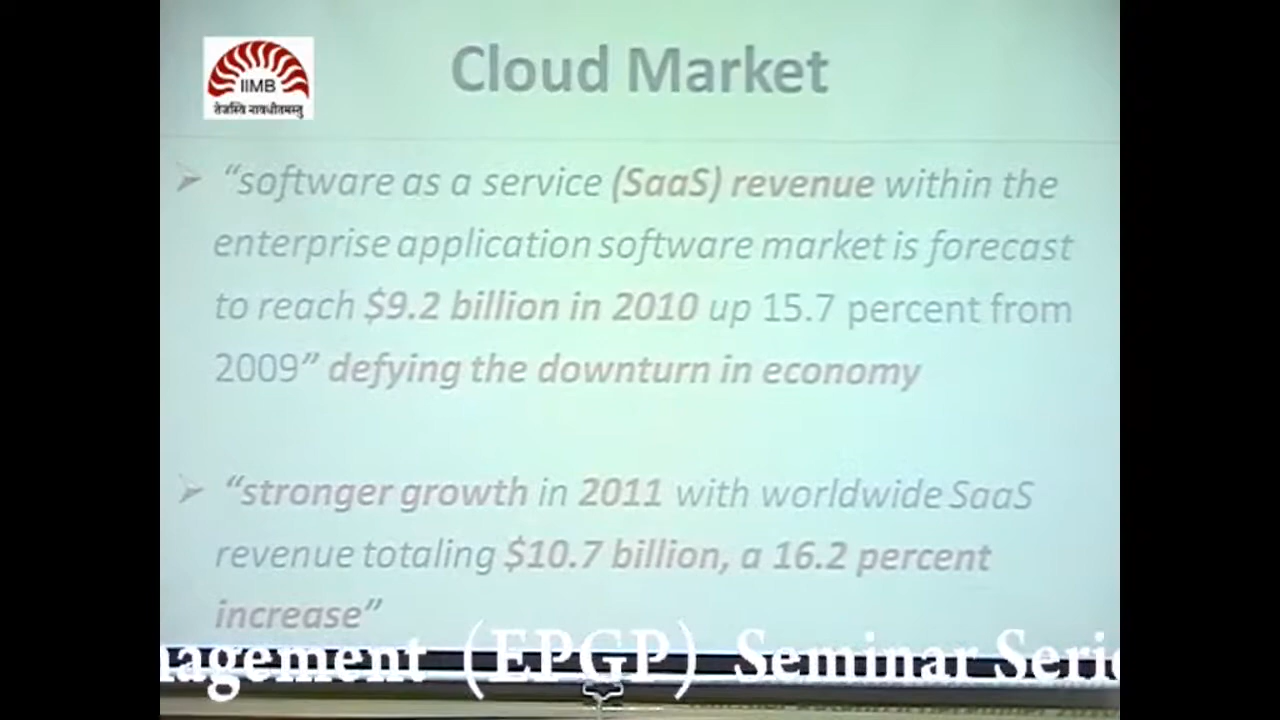 IIMB
तेजस्वि नावधीतमस्तु
Cloud Market
➢ “software as a service (SaaS) revenue within the
enterprise application software market is forecast
to reach $9.2 billion in 2010 up 15.7 percent from
2009” defying the downturn in economy
➢ “stronger growth in 2011 with worldwide SaaS
revenue totaling $10.7 billion, a 16.2 percent
increase”
nagement (EPGP) Seminar Serie